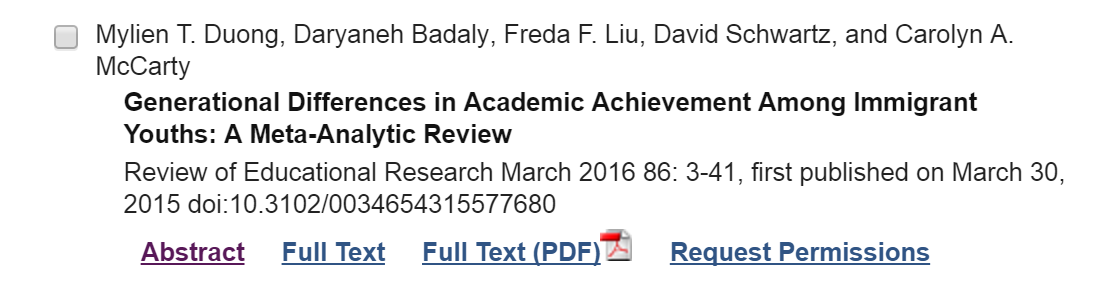 Mylien T. Duong, Daryaneh Badaly, Freda F. Liu, David Schwartz, and Carolyn A.
McCarty
Generational Differences in Academic Achievement Among Immigrant
Youths: A Meta-Analytic Review
Review of Educational Research March 2016 86: 3-41, first published on March 30,
2015 doi:10.3102/0034654315577680
Abstract Full Text Full Text (PDF) Request Permissions